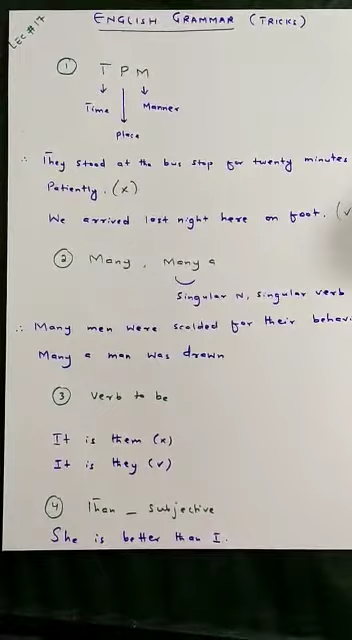 LEC #17
ENGLISH GRAMMAR (TRICKS)
① T P M
Time Manner
Place
∴ They stood at the bus stop for twenty minutes
Patiently. (x)
We arrived last night here on foot. (✓
② Many, Many a
Singular N, singular verb
∴ Many men were scolded for their behavi
Many a man was drawn
③ Verb to be
It is them (x)
It is they (✓)
④ Than _ subjective
She is better than I.